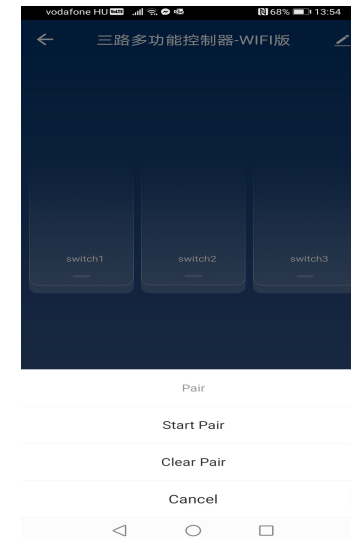 vodafone HU 68% 13:54
三路多功能控制器-WIFI版
switch1 switch2 switch3
Pair
Start Pair
Clear Pair
Cancel